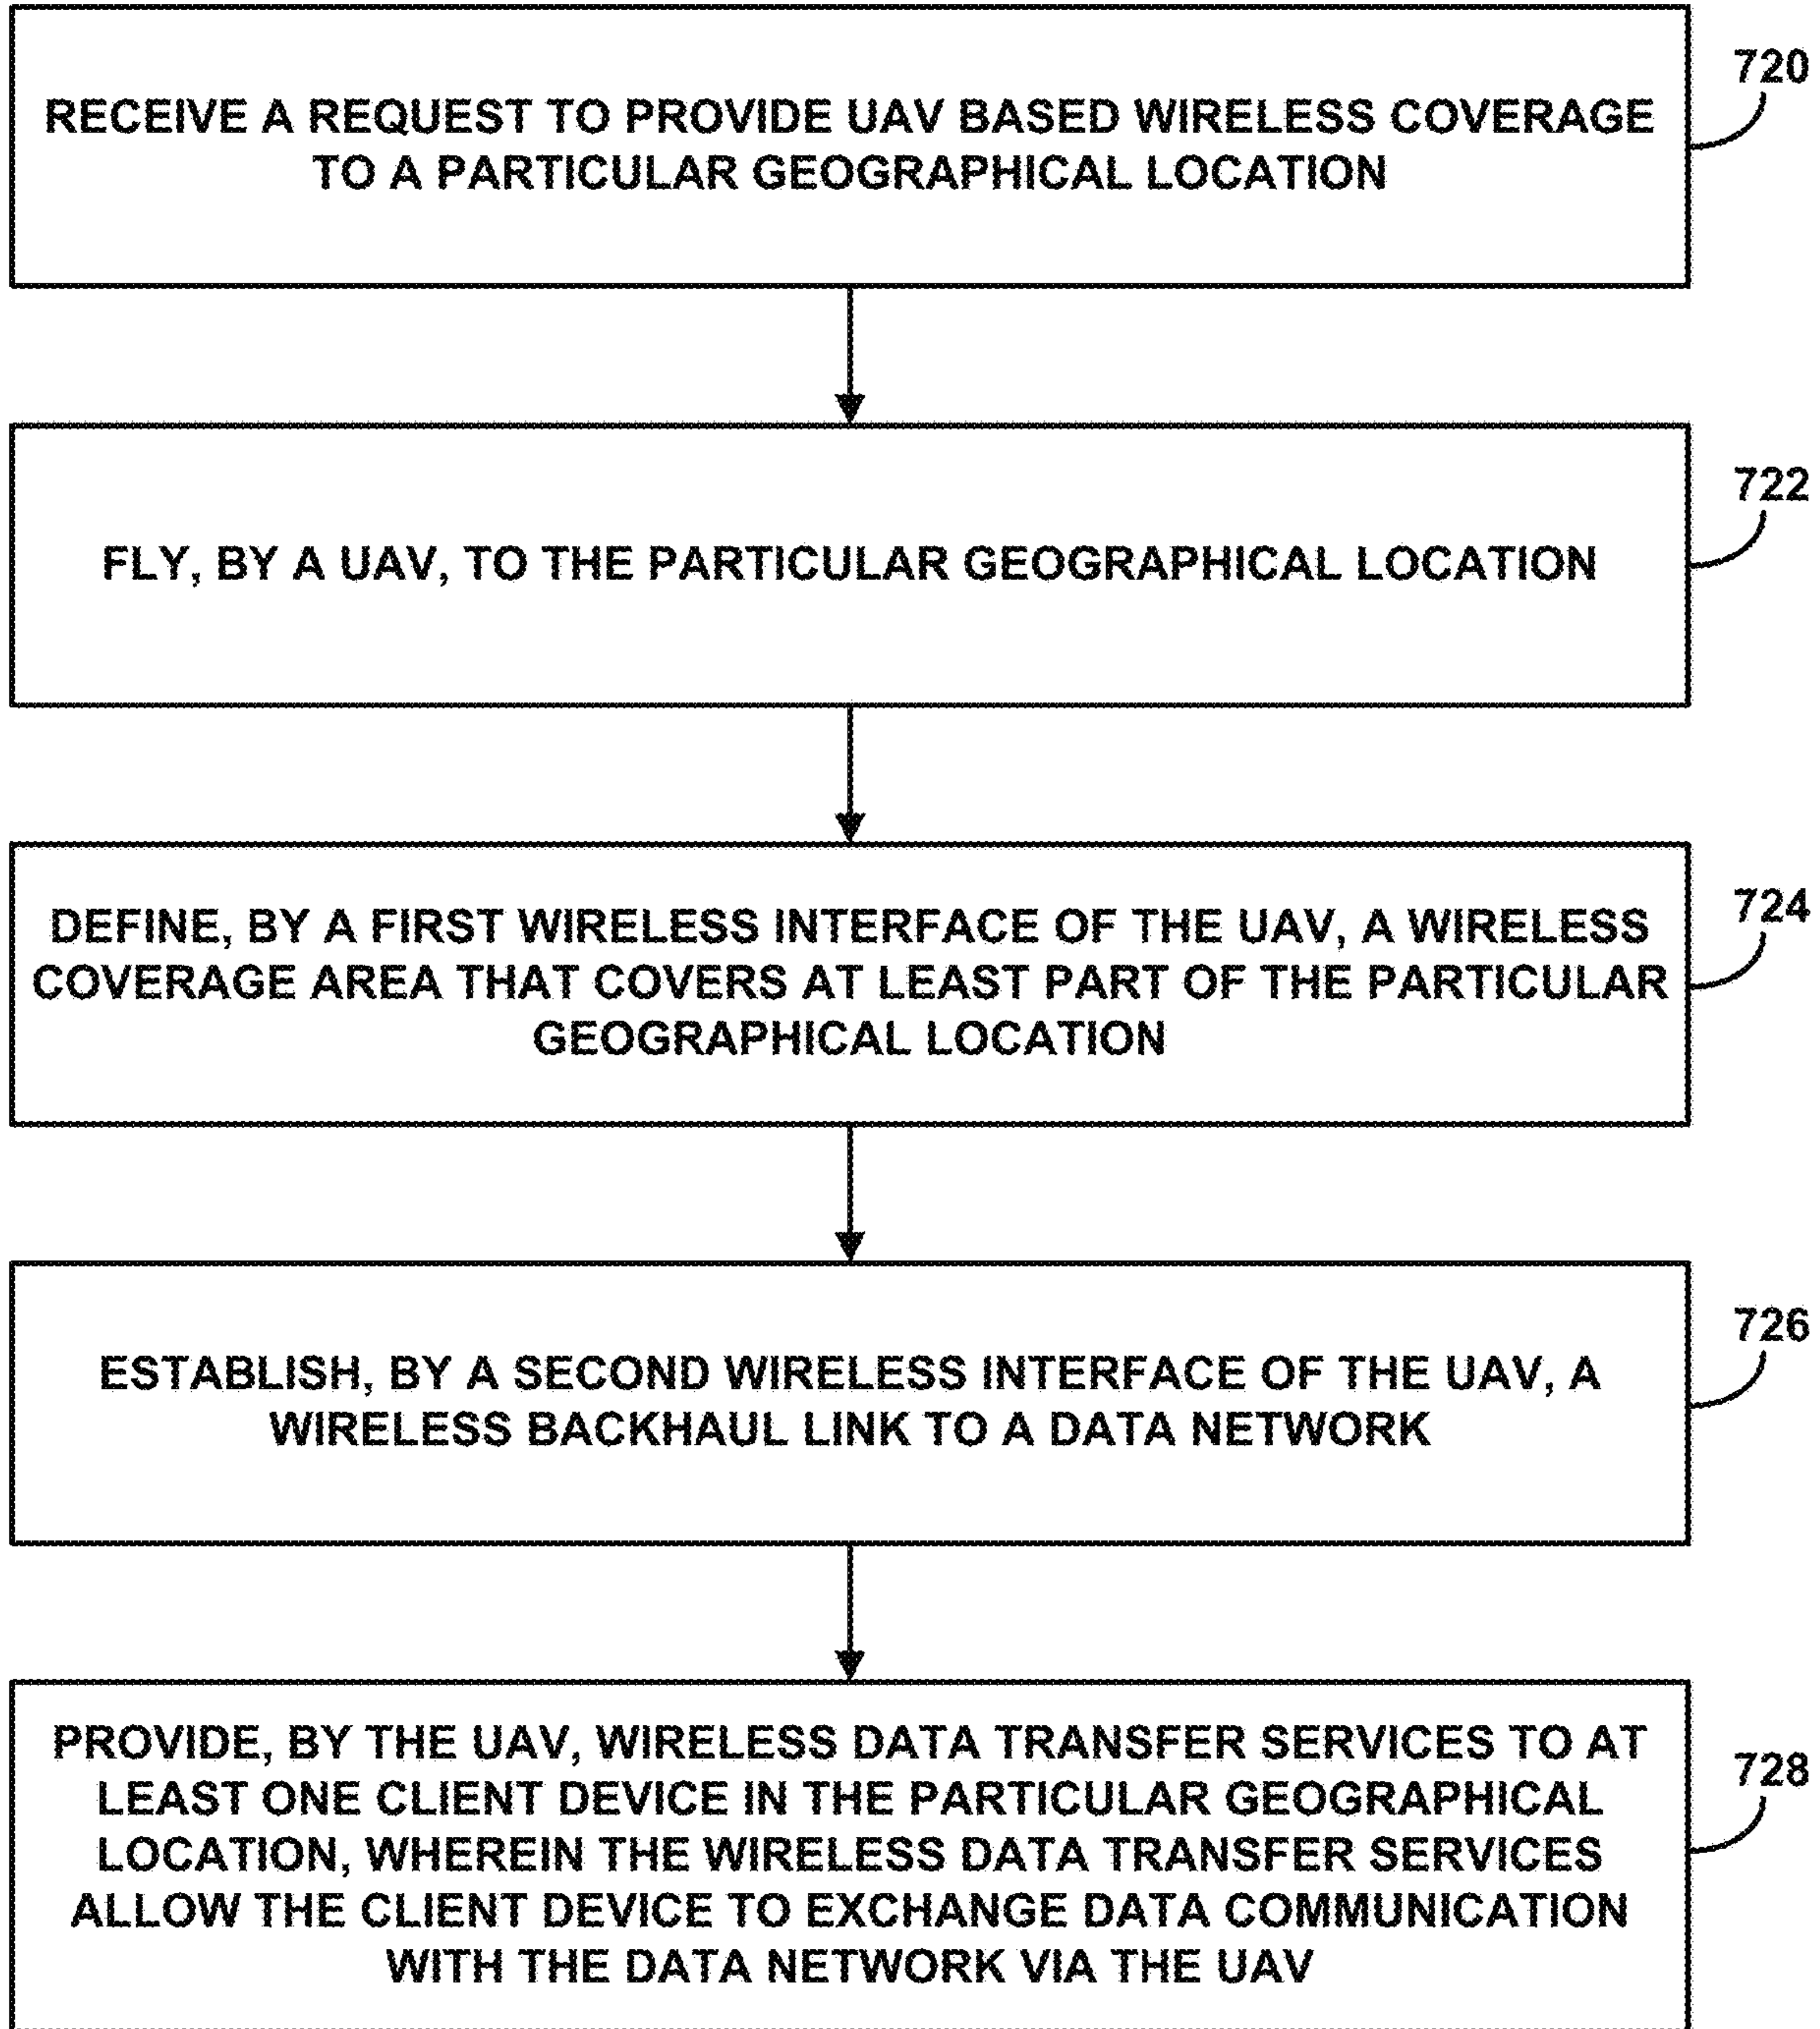 720
RECEIVE A REQUEST TO PROVIDE UAV BASED WIRELESS COVERAGE
TO A PARTICULAR GEOGRAPHICAL LOCATION
722
FLY, BY A UAV, TO THE PARTICULAR GEOGRAPHICAL LOCATION
724
DEFINE, BY A FIRST WIRELESS INTERFACE OF THE UAV, A WIRELESS
COVERAGE AREA THAT COVERS AT LEAST PART OF THE PARTICULAR
GEOGRAPHICAL LOCATION
726
ESTABLISH, BY A SECOND WIRELESS INTERFACE OF THE UAV, A
WIRELESS BACKHAUL LINK TO A DATA NETWORK
728
PROVIDE, BY THE UAV, WIRELESS DATA TRANSFER SERVICES TO AT
LEAST ONE CLIENT DEVICE IN THE PARTICULAR GEOGRAPHICAL
LOCATION, WHEREIN THE WIRELESS DATA TRANSFER SERVICES
ALLOW THE CLIENT DEVICE TO EXCHANGE DATA COMMUNICATION
WITH THE DATA NETWORK VIA THE UAV